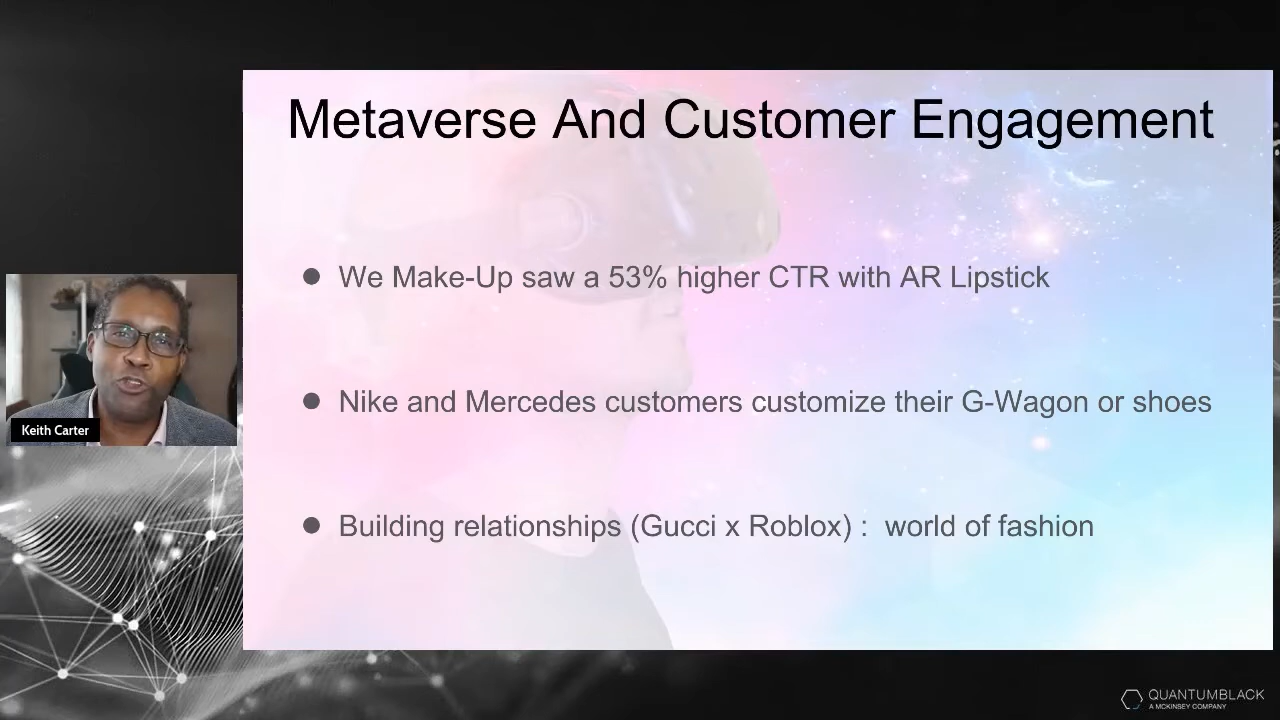 Metaverse And Customer Engagement
● We Make-Up saw a 53% higher CTR with AR Lipstick
● Nike and Mercedes customers customize their G-Wagon or shoes
● Building relationships (Gucci x Roblox) :  world of fashion
Keith Carter
QUANTUMBLACK
A MCKINSEY COMPANY